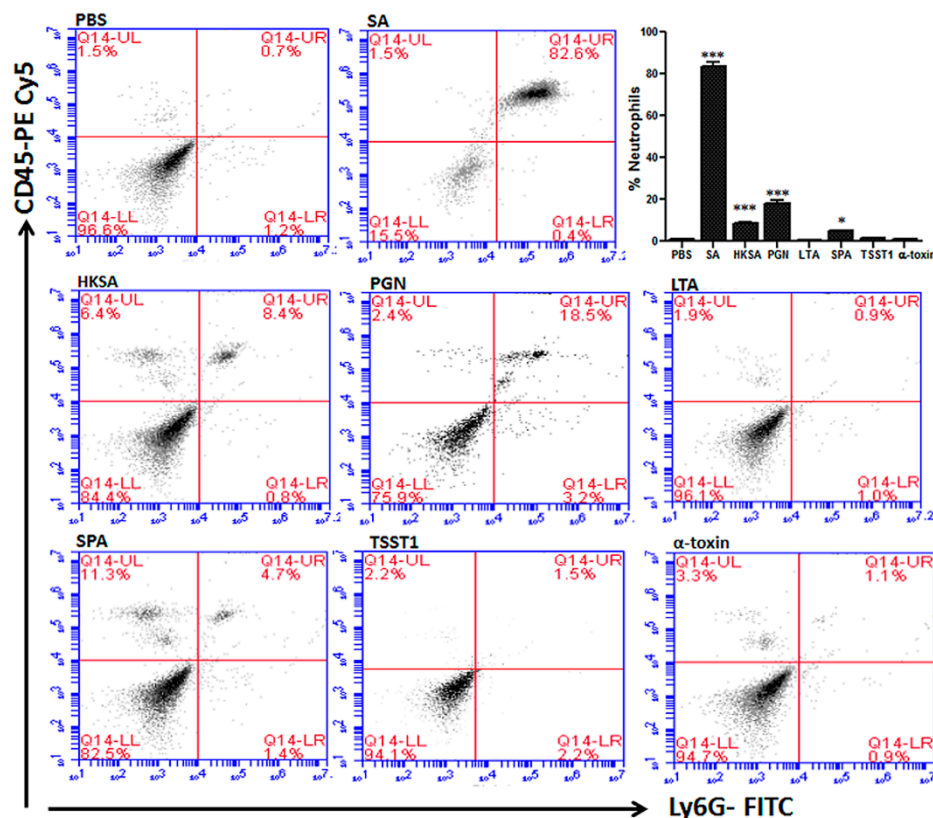 PBS
Q14-UL
1.5%
Q14-UR
0.7%
Q14-LL
96.6%
Q14-LR
1.2%
SA
Q14-UL
1.5%
Q14-UR
82.6%
Q14-LL
15.5%
Q14-LR
0.4%
% Neutrophils
100
80
60
40
20
0
***
***
***
*
PBS SA HKSA PGN LTA SPA TSST1 α-toxin
HKSA
Q14-UL
6.4%
Q14-UR
8.4%
Q14-LL
84.4%
Q14-LR
0.8%
PGN
Q14-UL
2.4%
Q14-UR
18.5%
Q14-LL
75.9%
Q14-LR
3.2%
LTA
Q14-UL
1.9%
Q14-UR
0.9%
Q14-LL
96.1%
Q14-LR
1.0%
SPA
Q14-UL
11.3%
Q14-UR
4.7%
Q14-LL
82.5%
Q14-LR
1.4%
TSST1
Q14-UL
2.2%
Q14-UR
1.5%
Q14-LL
94.1%
Q14-LR
2.2%
α-toxin
Q14-UL
3.3%
Q14-UR
1.1%
Q14-LL
94.7%
Q14-LR
0.9%
CD45-PE Cy5
Ly6G- FITC